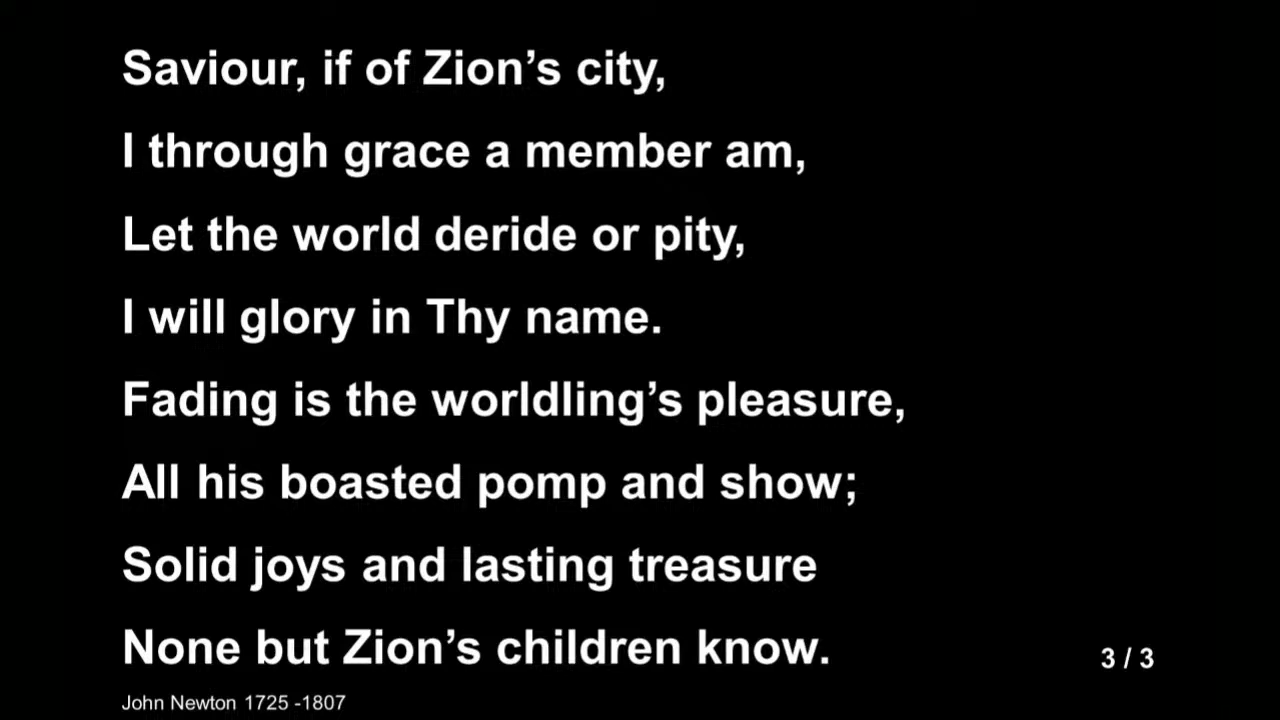 Saviour, if of Zion’s city,
I through grace a member am,
Let the world deride or pity,
I will glory in Thy name.
Fading is the worldling’s pleasure,
All his boasted pomp and show;
Solid joys and lasting treasure
None but Zion’s children know.
3 / 3
John Newton 1725 -1807